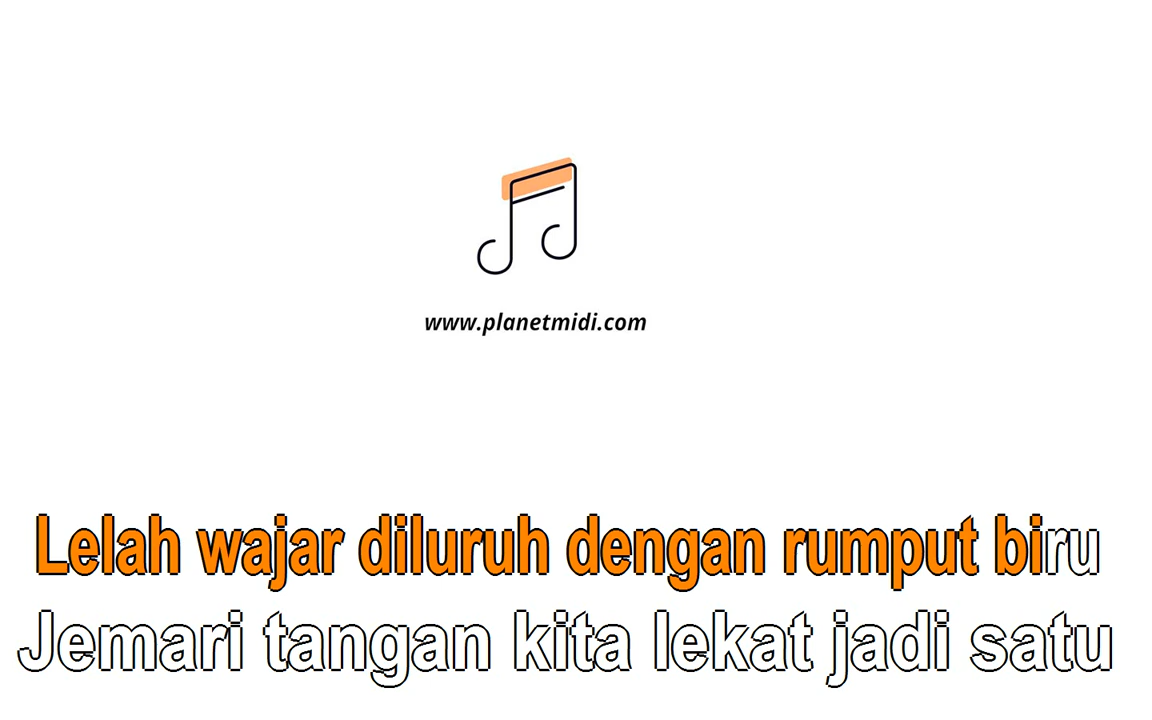 www.planetmidi.com
Lelah wajar diluruh dengan rumput biru
Jemari tangan kita lekat jadi satu